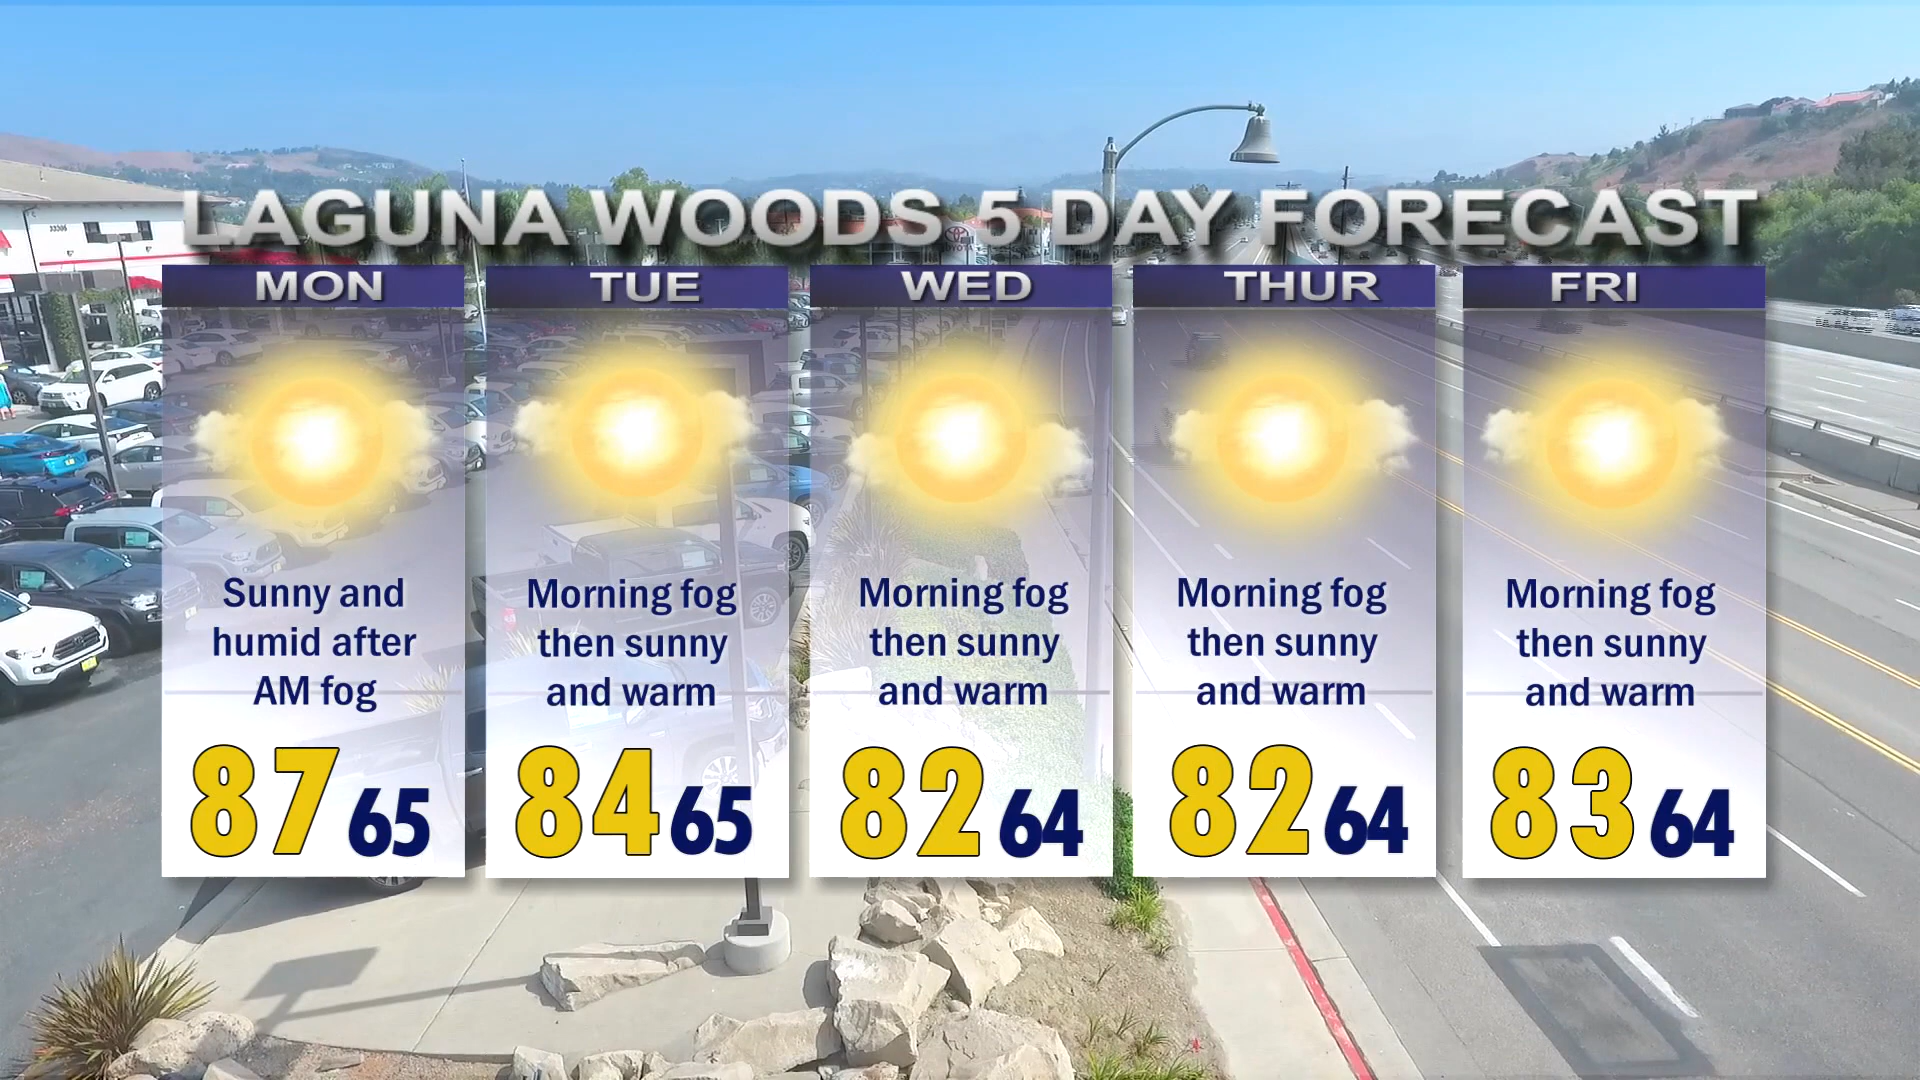 LAGUNA WOODS 5 DAY FORECAST
MON
Sunny and
humid after
AM fog
87 65
TUE
Morning fog
then sunny
and warm
84 65
WED
Morning fog
then sunny
and warm
82 64
THUR
Morning fog
then sunny
and warm
82 64
FRI
Morning fog
then sunny
and warm
83 64